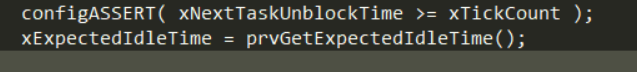 configASSERT( xNextTaskUnblockTime >= xTickCount );
xExpectedIdleTime = prvGetExpectedIdleTime();